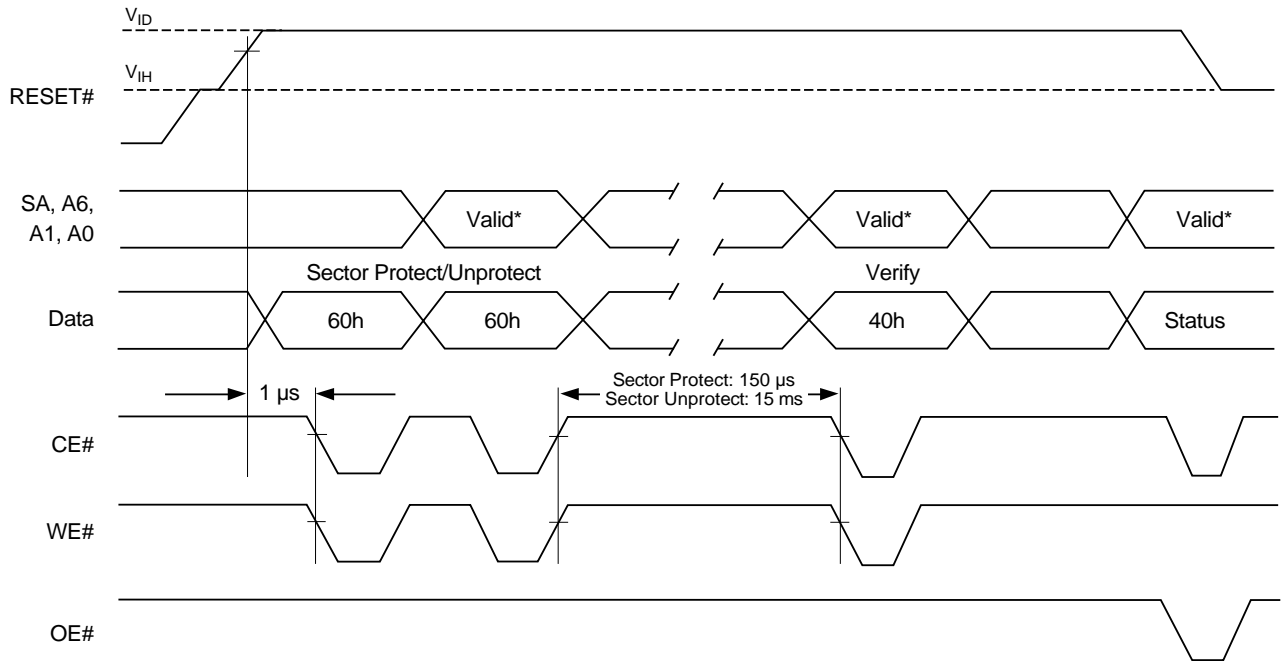 VID
VIH
RESET#
SA, A6,
A1, A0
Valid*
Valid*
Valid*
Sector Protect/Unprotect
Verify
Data
60h
60h
40h
Status
1 µs
Sector Protect: 150 µs
Sector Unprotect: 15 ms
CE#
WE#
OE#